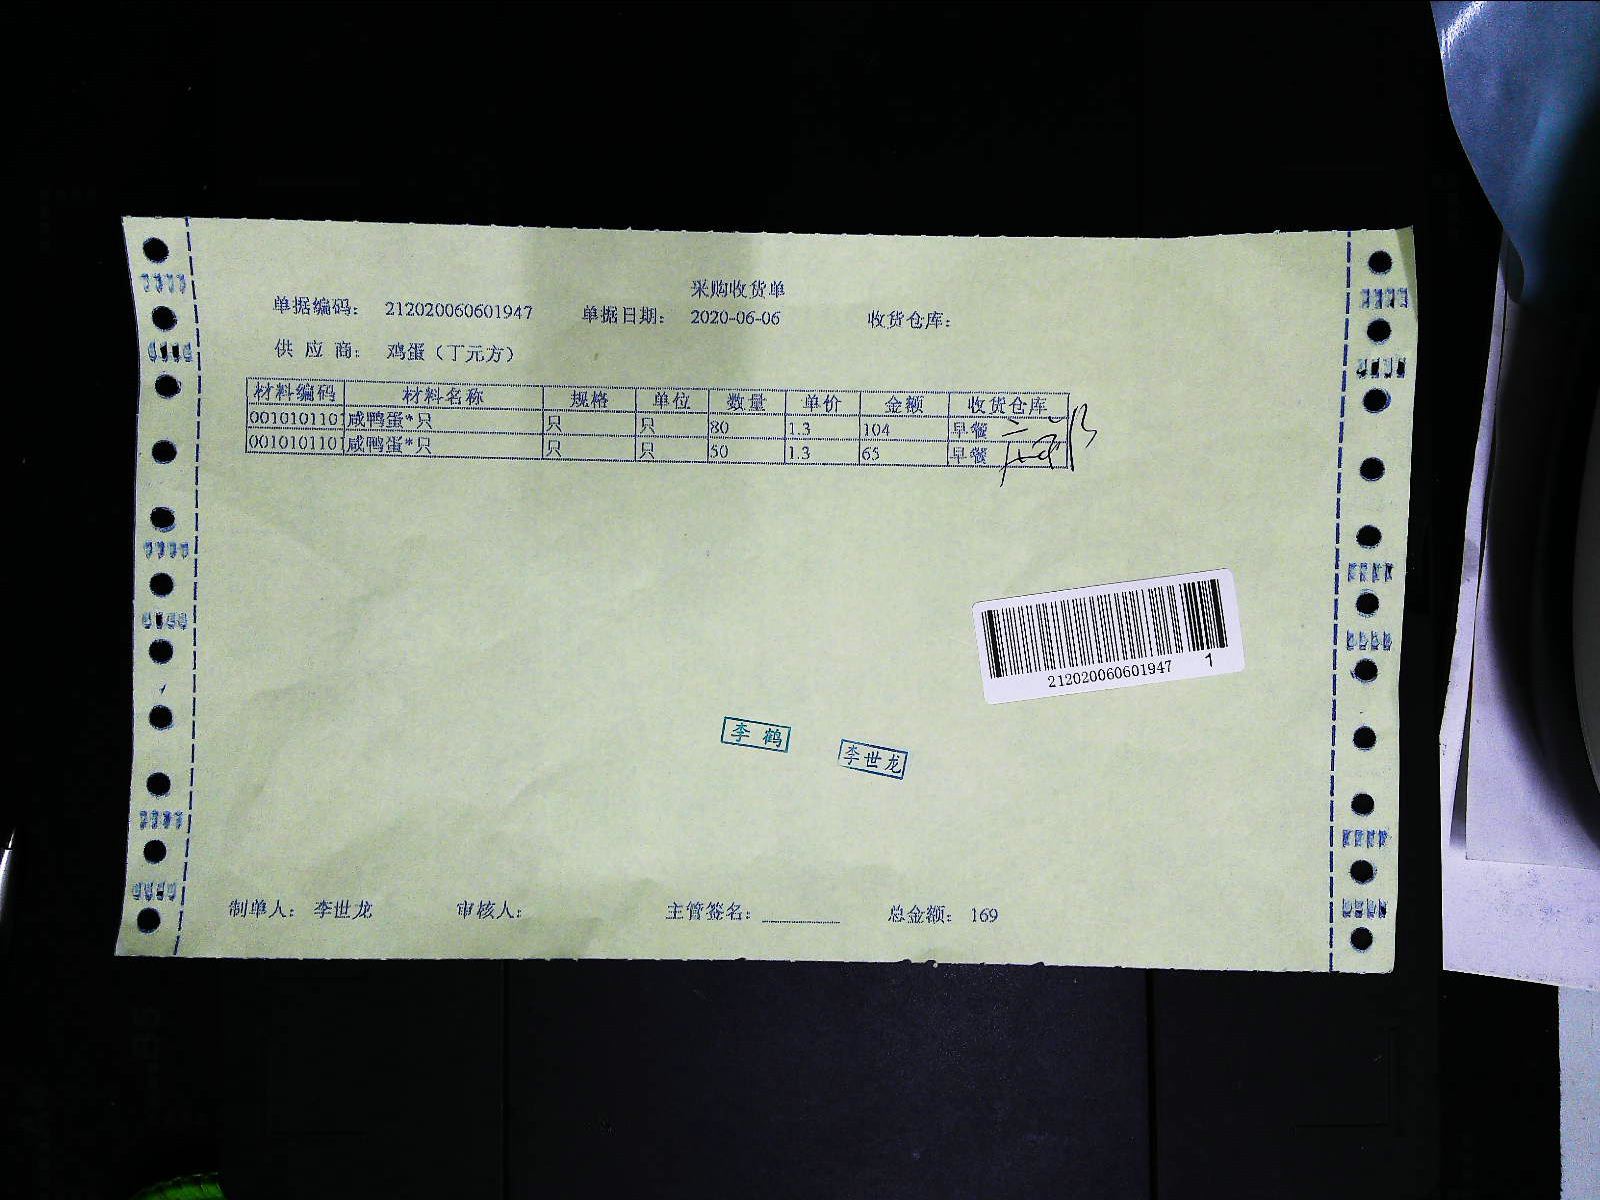 采购收货单
单据编码： 212020060601947 单据日期： 2020-06-06 收货仓库：
供 应 商： 鸡蛋（丁元方）
材料编码 材料名称 规格 单位 数量 单价 金额 收货仓库
0010101101 咸鸭蛋*只 只 只 80 1.3 104 早餐
0010101101 咸鸭蛋*只 只 只 50 1.3 65 早餐
212020060601947 1
李鹤
李世龙
制单人： 李世龙 审核人： 主管签名： 总金额： 169